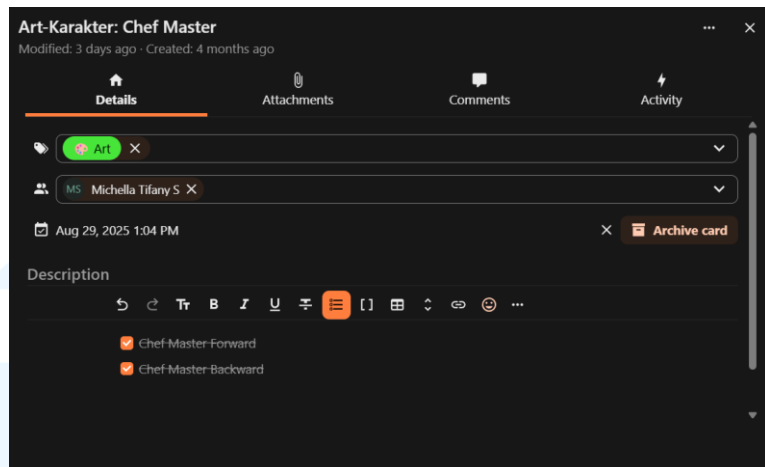 Art-Karakter: Chef Master
Modified: 3 days ago · Created: 4 months ago
Details Attachments Comments Activity
Art
MS Michella Tifany S
Aug 29, 2025 1:04 PM Archive card
Description
Tт B I U T [ ]
Chef Master Forward
Chef Master Backward